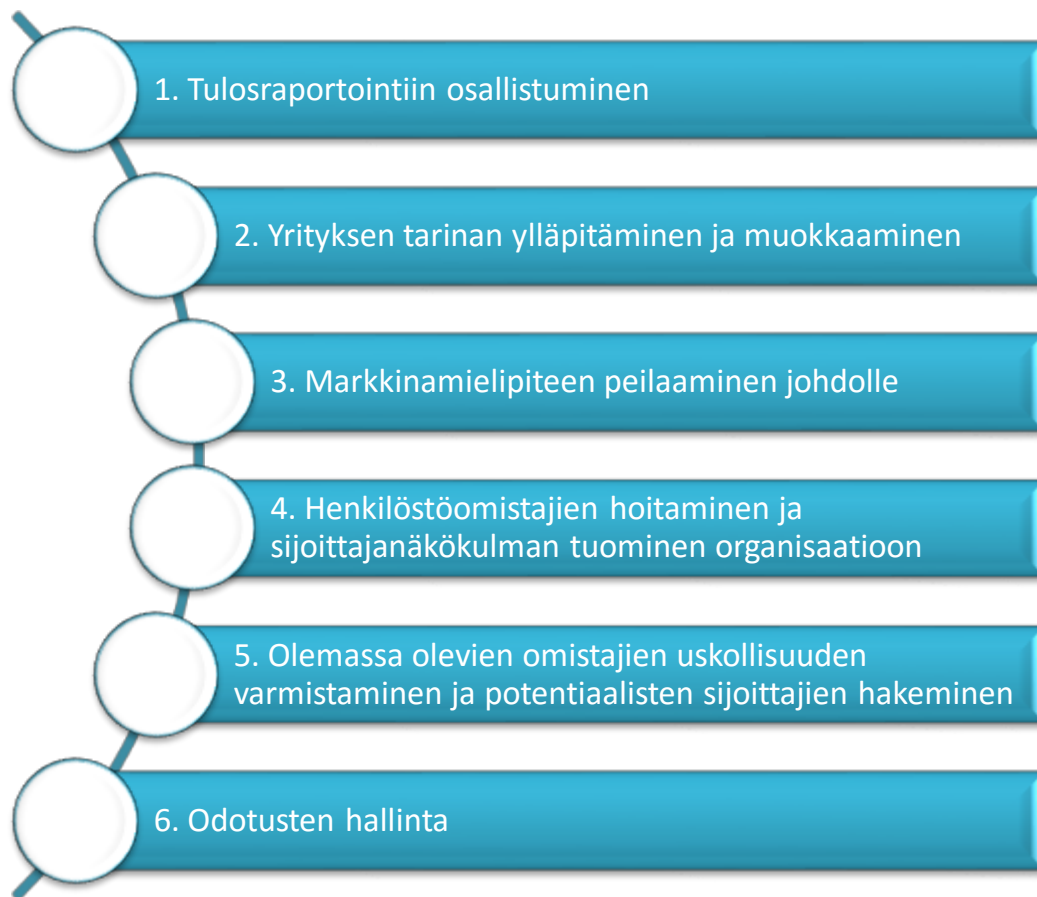 1. Tulosraportointiin osallistuminen
2. Yrityksen tarinan ylläpitäminen ja muokkaaminen
3. Markkinamielipiteen peilaaminen johdolle
4. Henkilöstöomistajien hoitaminen ja
sijoittajanäkökulman tuominen organisaatioon
5. Olemassa olevien omistajien uskollisuuden
varmistaminen ja potentiaalisten sijoittajien hakeminen
6. Odotusten hallinta